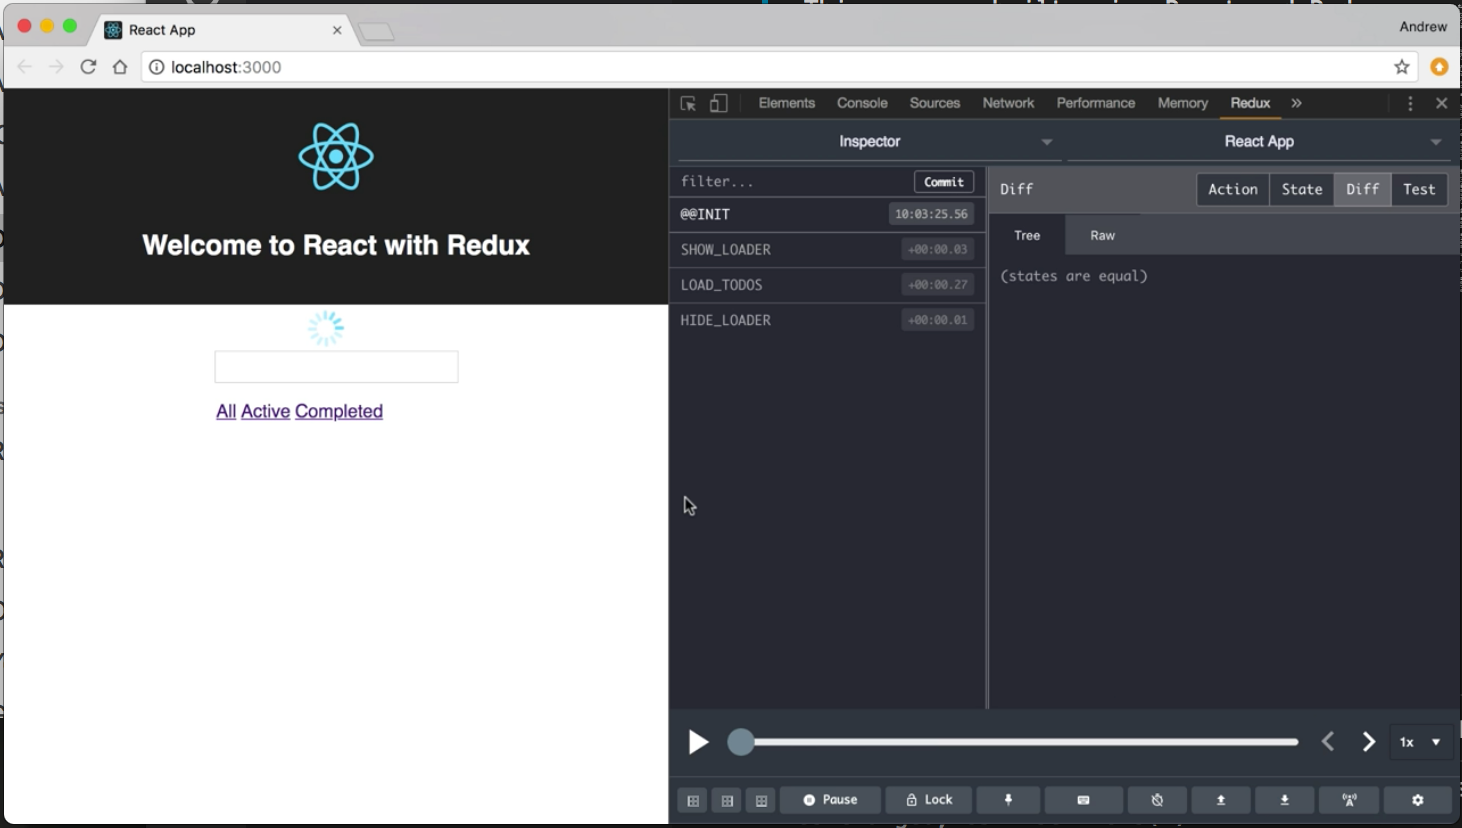 React App
Andrew
localhost:3000
Elements Console Sources Network Performance Memory Redux »
Inspector
React App
Welcome to React with Redux
All Active Completed
filter... Commit
@@INIT 10:03:25.56
SHOW_LOADER +00:00.03
LOAD_TODOS +00:00.27
HIDE_LOADER +00:00.01
Diff Action State Diff Test
Tree Raw
(states are equal)
1x
Pause Lock